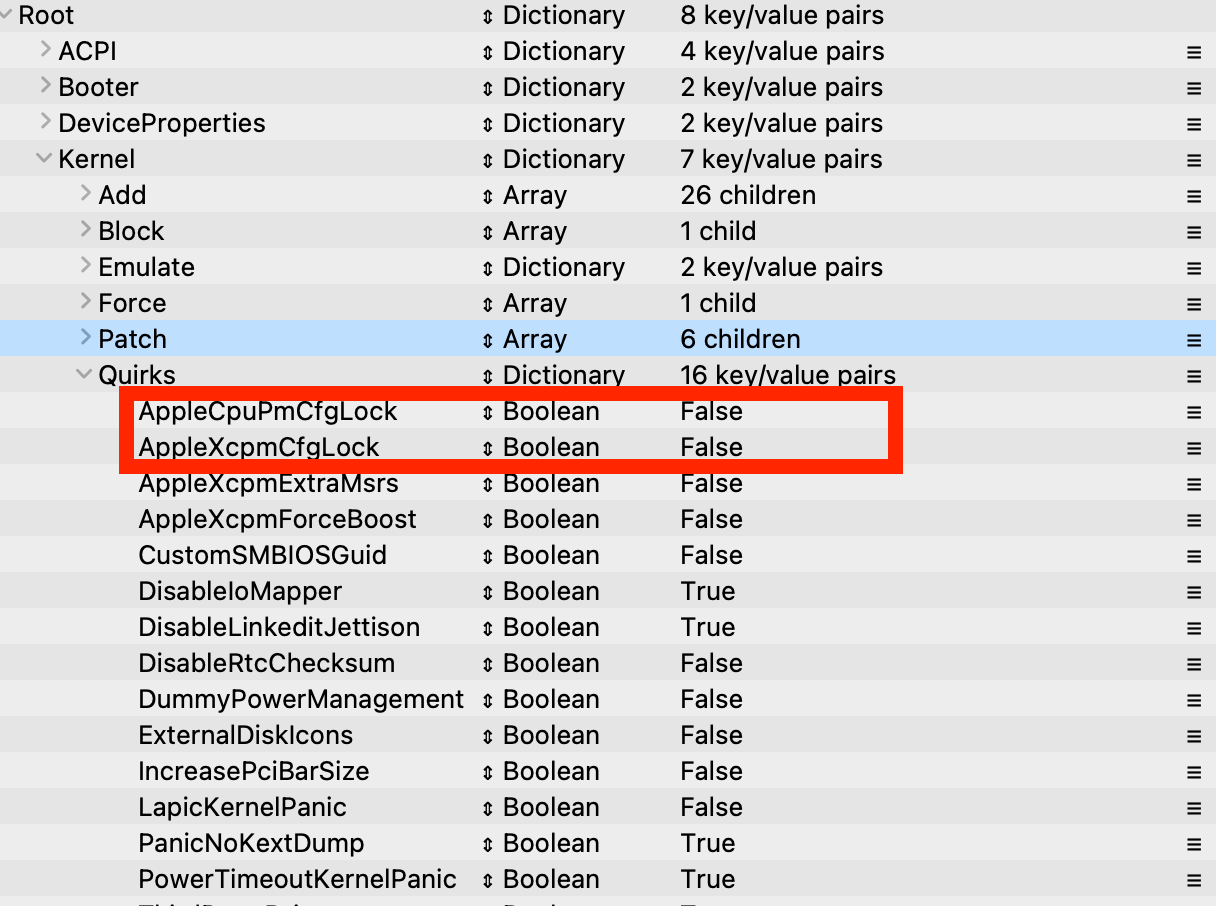 Root Dictionary 8 key/value pairs
ACPI Dictionary 4 key/value pairs
Booter Dictionary 2 key/value pairs
DeviceProperties Dictionary 2 key/value pairs
Kernel Dictionary 7 key/value pairs
Add Array 26 children
Block Array 1 child
Emulate Dictionary 2 key/value pairs
Force Array 1 child
Patch Array 6 children
Quirks Dictionary 16 key/value pairs
AppleCpuPmCfgLock Boolean False
AppleXcpmCfgLock Boolean False
AppleXcpmExtraMsrs Boolean False
AppleXcpmForceBoost Boolean False
CustomSMBIOSGuid Boolean False
DisableIoMapper Boolean True
DisableLinkeditJettison Boolean True
DisableRtcChecksum Boolean False
DummyPowerManagement Boolean False
ExternalDiskIcons Boolean False
IncreasePciBarSize Boolean False
LapicKernelPanic Boolean False
PanicNoKextDump Boolean True
PowerTimeoutKernelPanic Boolean True